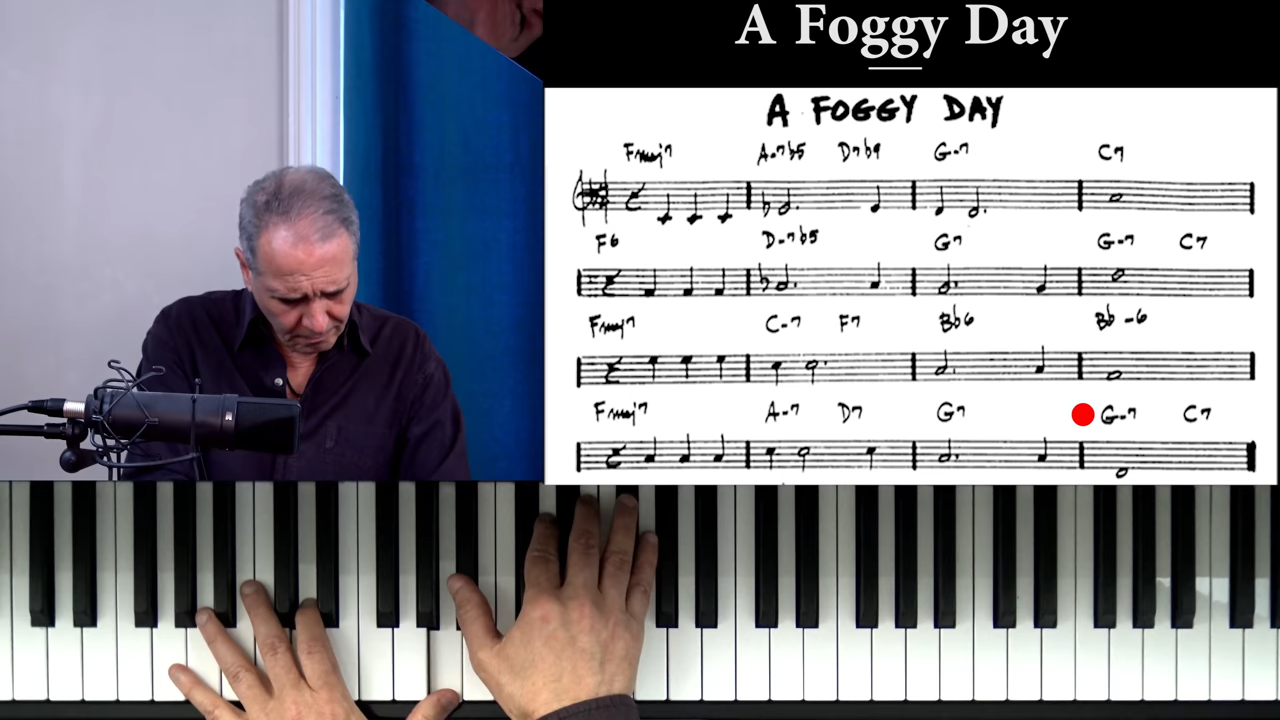 A Foggy Day
A FOGGY DAY
Fmaj7 A-7b5 D7b9 G-7 C7
F6 D-7b5 G7 G-7 C7
Fmaj7 C-7 F7 Bb6 Bb-6
Fmaj7 A-7 D7 G7 G-7 C7